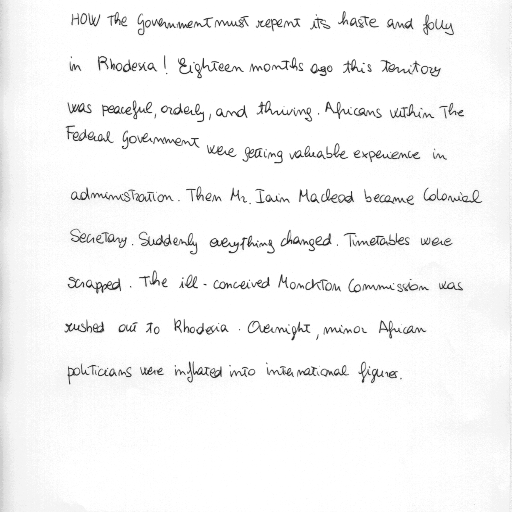 HOW The Government must repent its haste and folly
in Rhodesia! Eighteen months ago this Territory
was peaceful, orderly, and thriving. Africans within The
Federal Government were getting valuable experience in
administration. Then Mr. Iain Macleod became Colonial
Secretary. Suddenly everything changed. Timetables were
scrapped. The ill-conceived Monckton Commission was
rushed out to Rhodesia. Overnight, minor African
politicians were inflated into international figures.